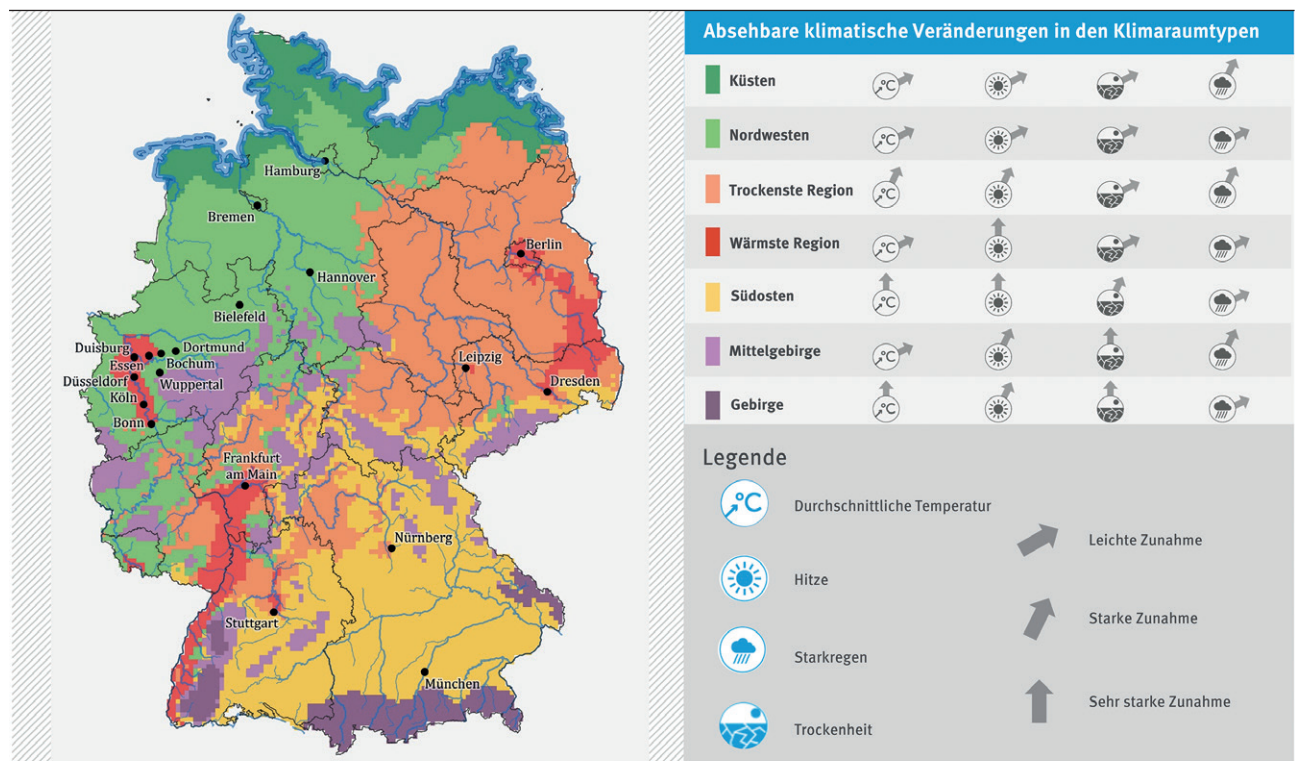 Absehbare klimatische Veränderungen in den Klimaraumtypen
Küsten °C
Nordwesten °C
Trockenste Region °C
Wärmste Region °C
Südosten °C
Mittelgebirge °C
Gebirge °C
Legende
°C Durchschnittliche Temperatur
Leichte Zunahme
Hitze
Starke Zunahme
Starkregen
Sehr starke Zunahme
Trockenheit
Hamburg
Bremen
Berlin
Hannover
Bielefeld
Duisburg
Dortmund
Essen
Bochum
Leipzig
Düsseldorf
Wuppertal
Dresden
Köln
Bonn
Frankfurt
am Main
Nürnberg
Stuttgart
München